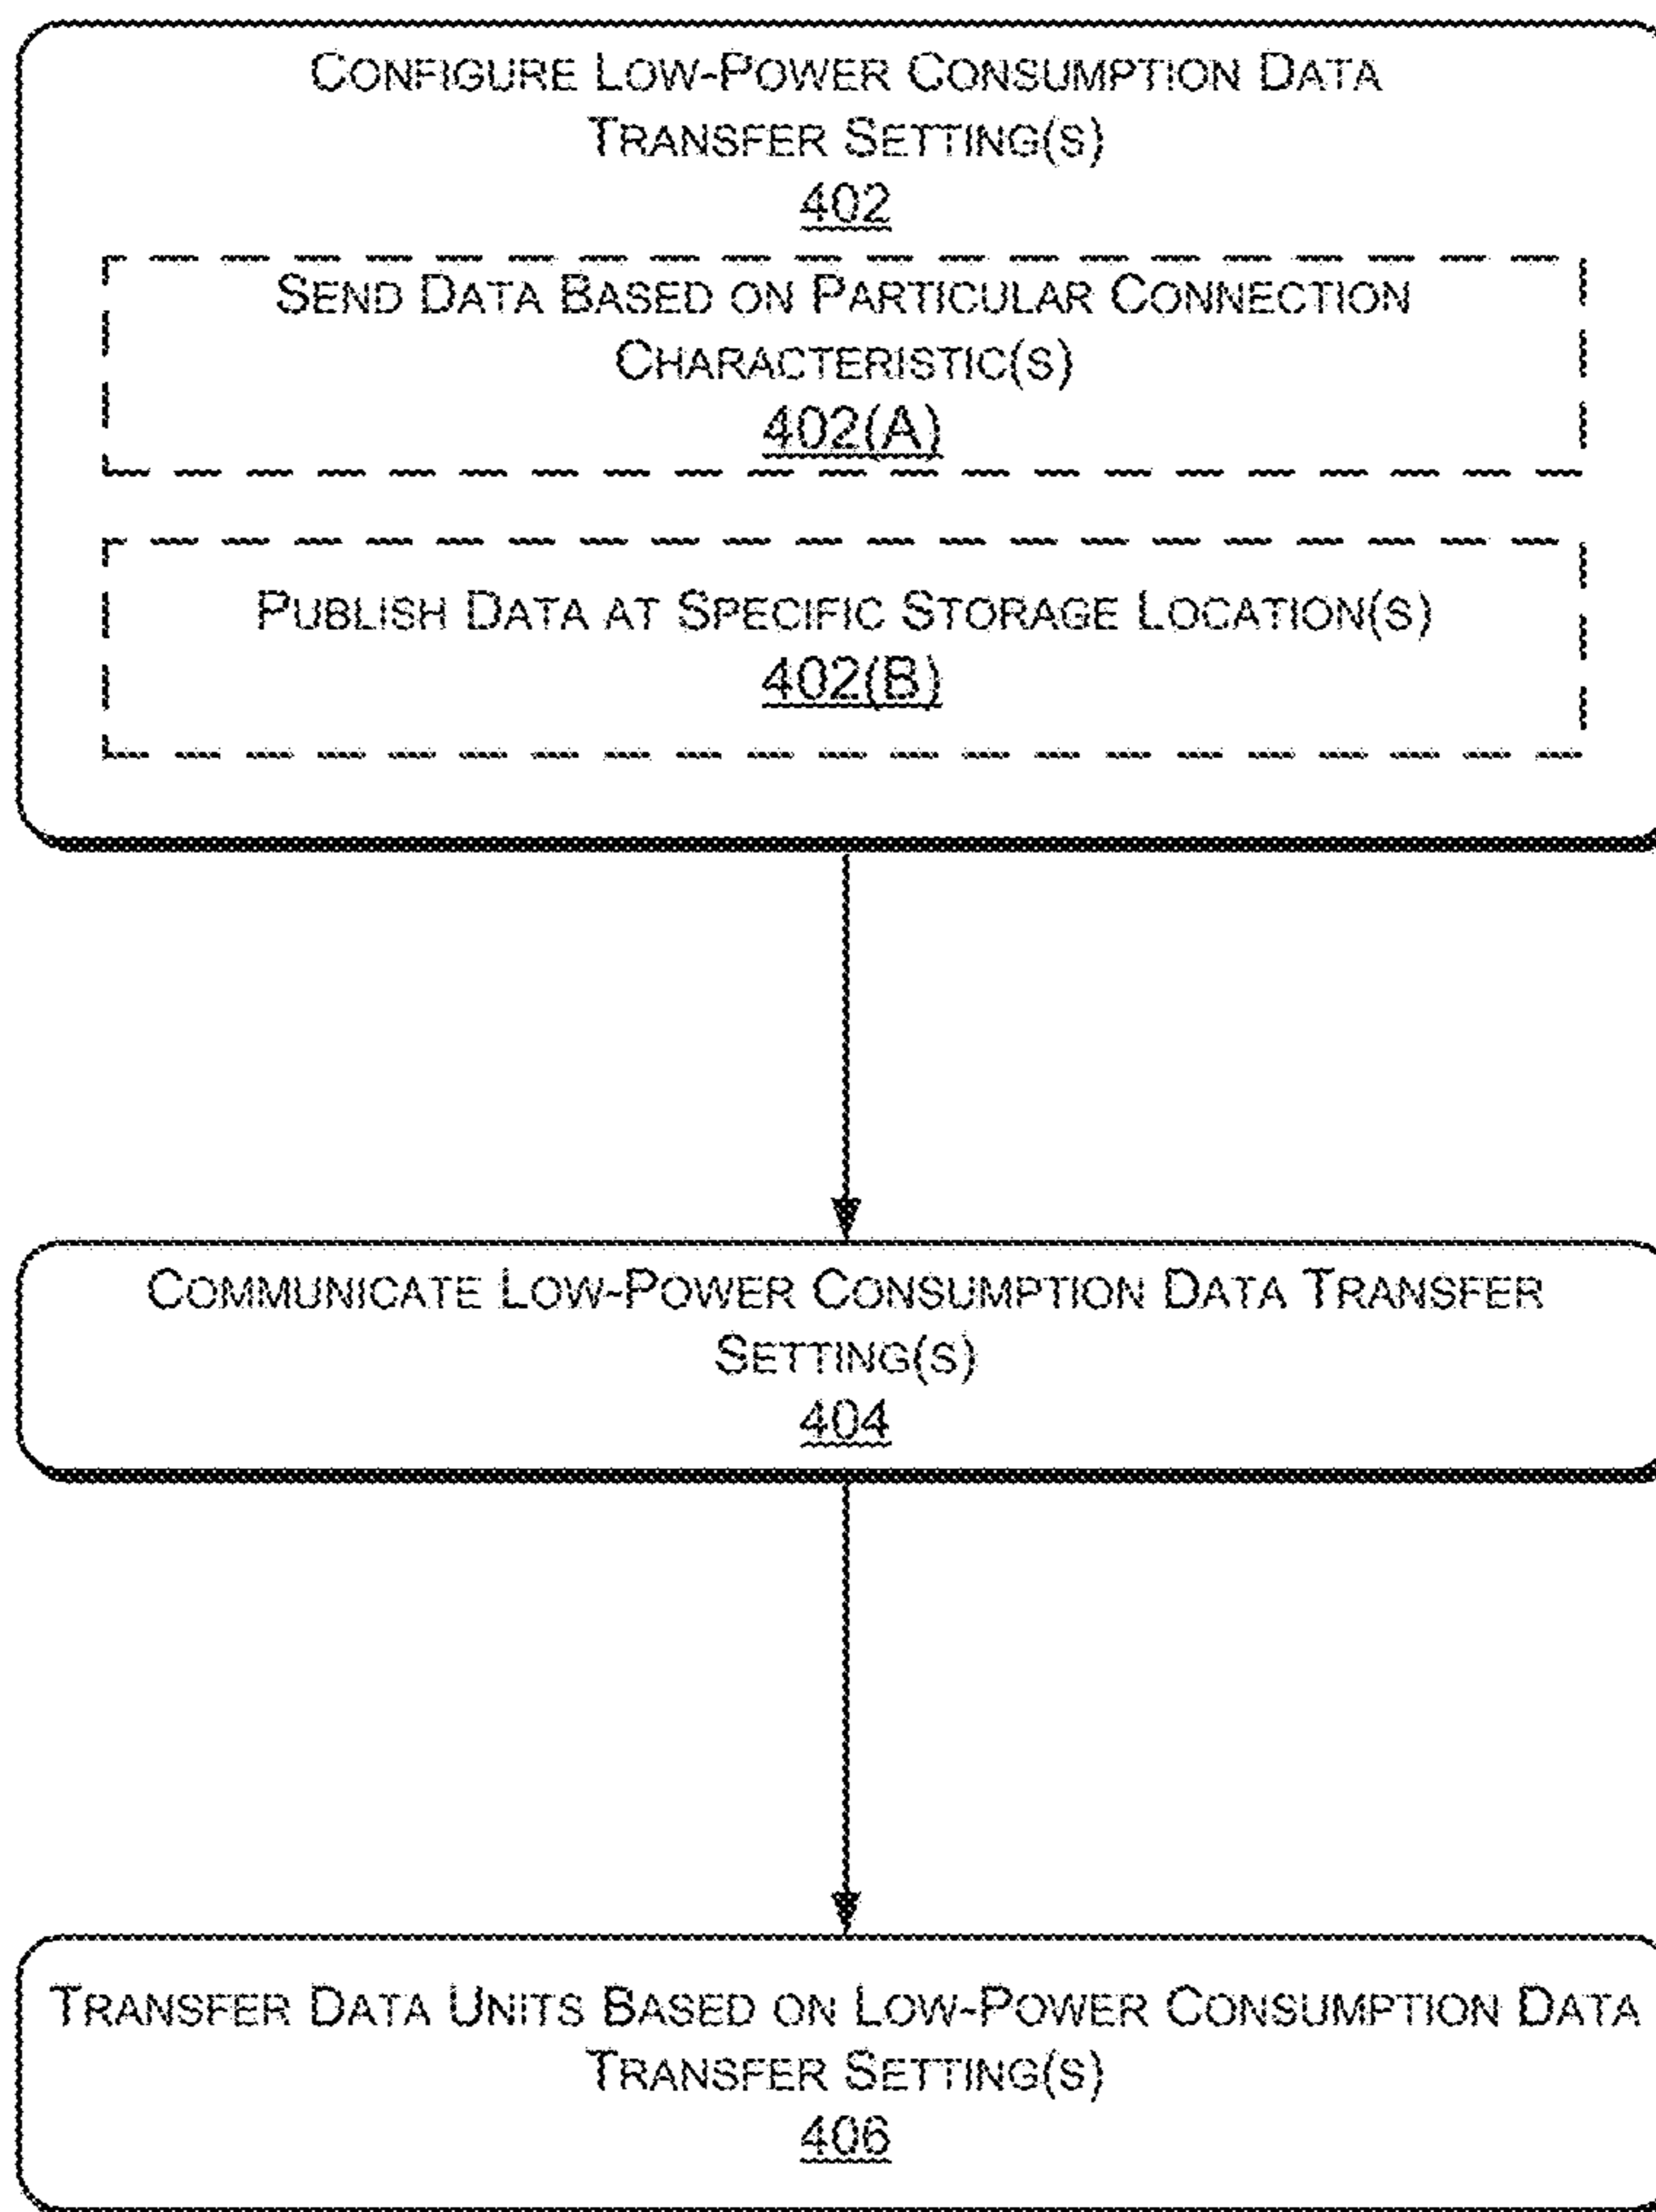 CONFIGURE LOW-POWER CONSUMPTION DATA
TRANSFER SETTING(S)
402
SEND DATA BASED ON PARTICULAR CONNECTION
CHARACTERISTIC(S)
402(A)
PUBLISH DATA AT SPECIFIC STORAGE LOCATION(S)
402(B)
COMMUNICATE LOW-POWER CONSUMPTION DATA TRANSFER
SETTING(S)
404
TRANSFER DATA UNITS BASED ON LOW-POWER CONSUMPTION DATA
TRANSFER SETTING(S)
406